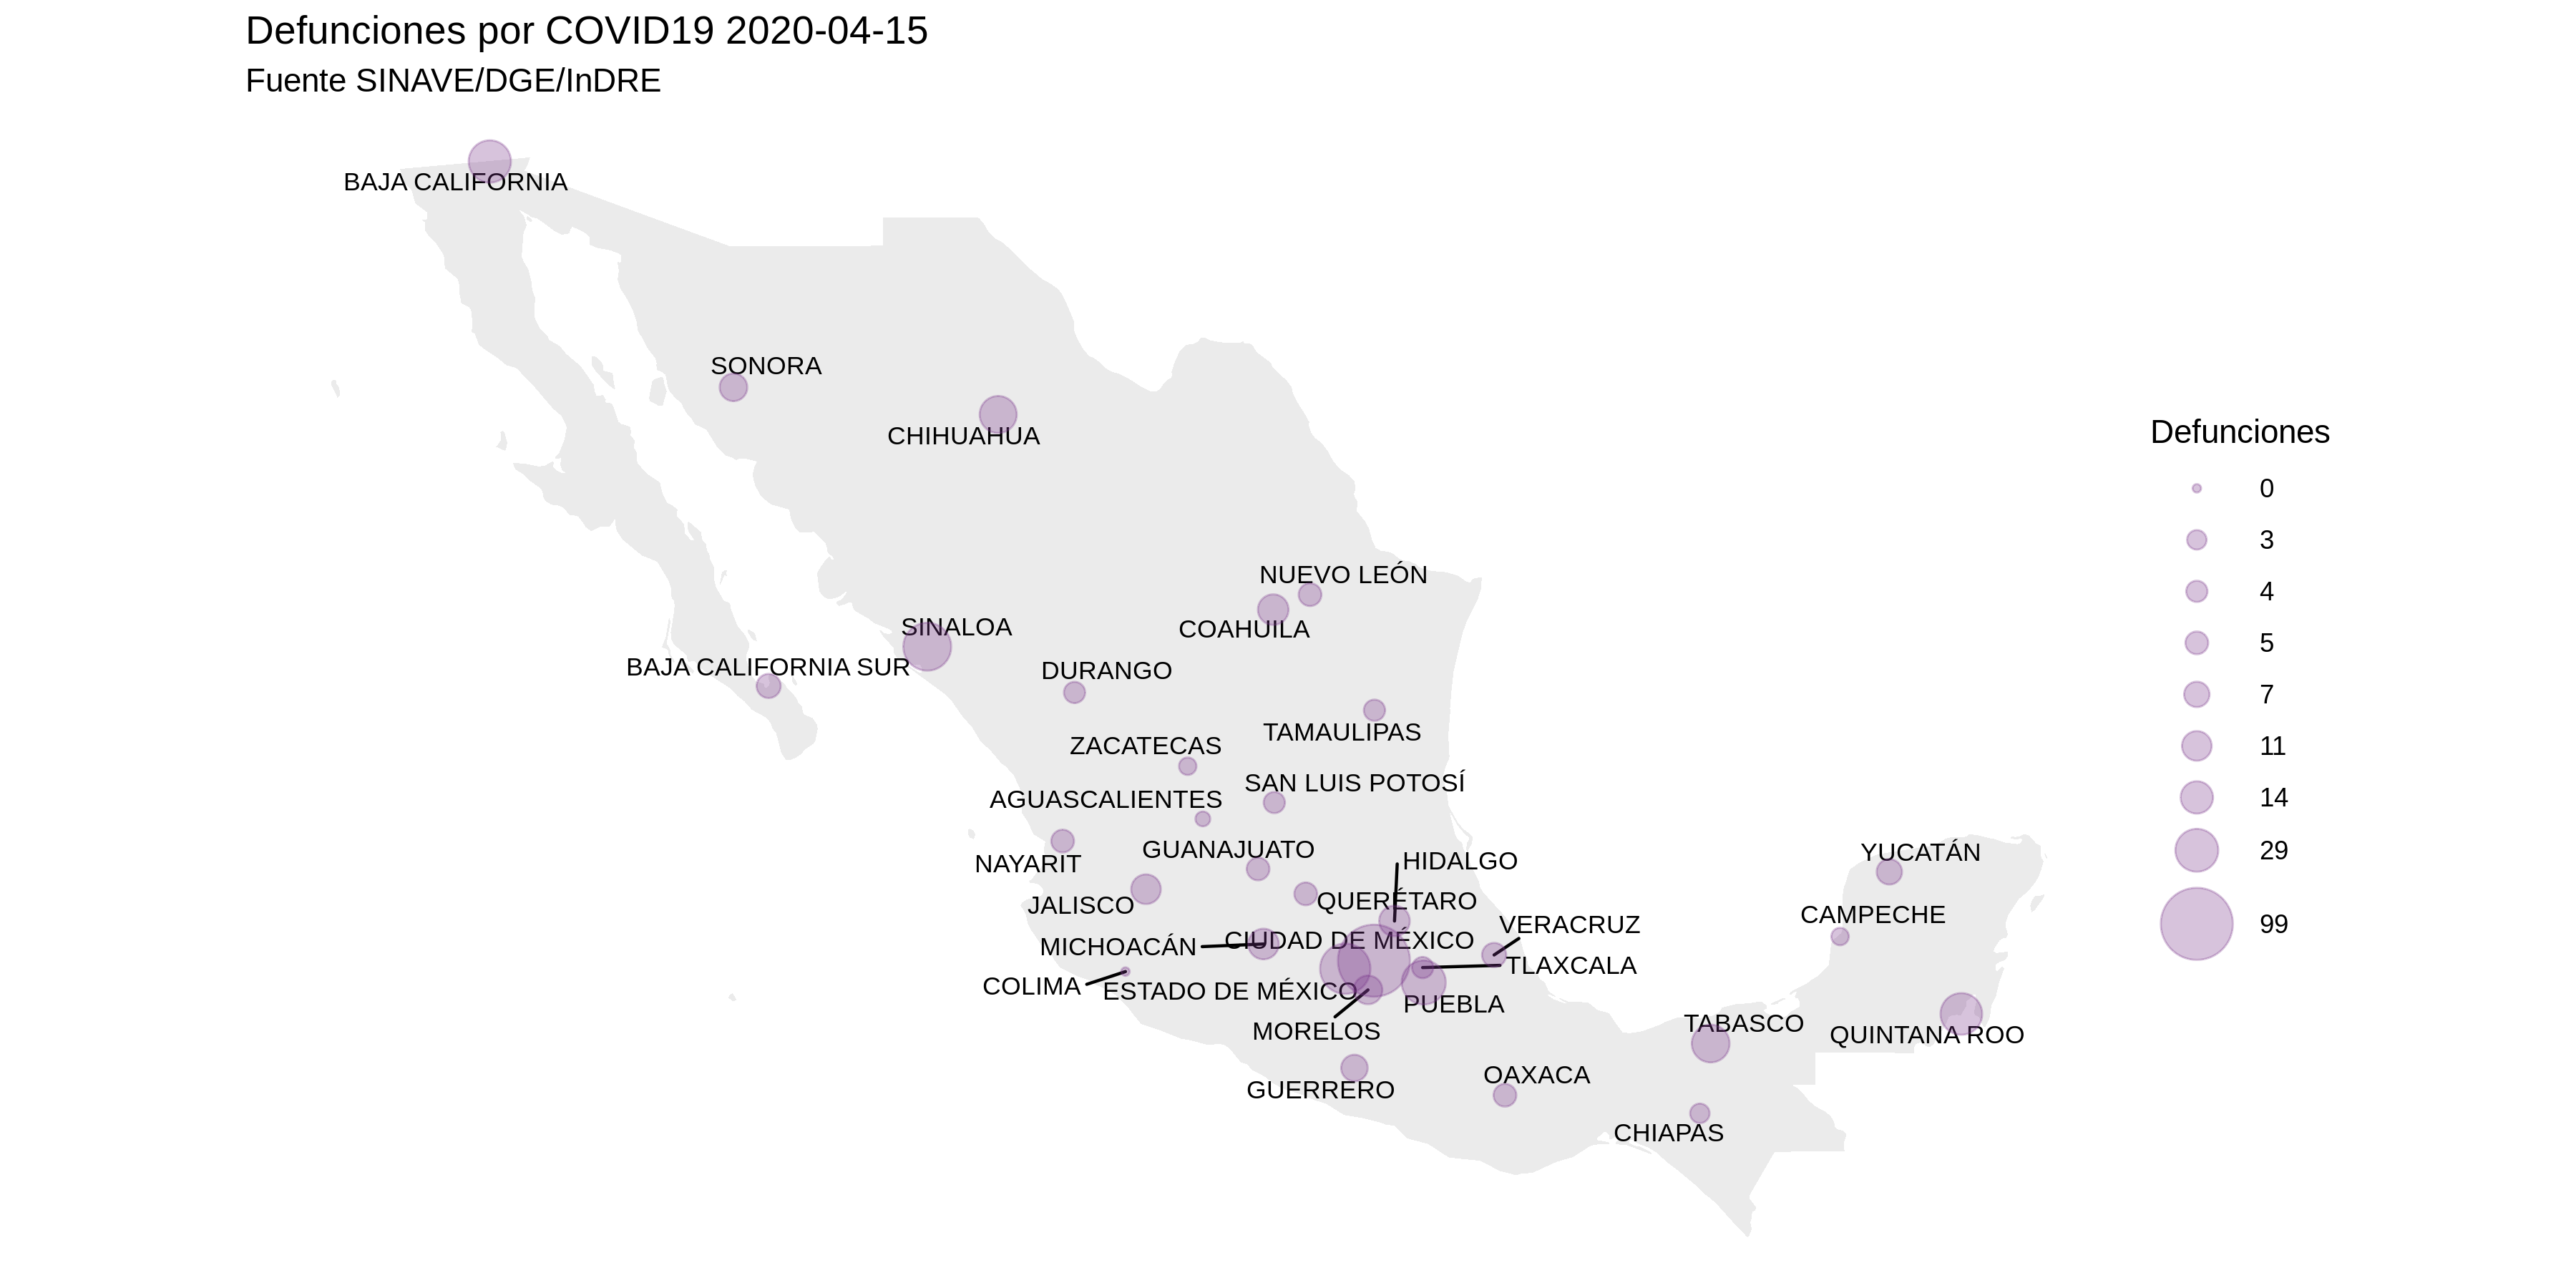 Defunciones por COVID19 2020-04-15
Fuente SINAVE/DGE/InDRE
BAJA CALIFORNIA
SONORA
CHIHUAHUA
NUEVO LEÓN
COAHUILA
SINALOA
BAJA CALIFORNIA SUR
DURANGO
TAMAULIPAS
ZACATECAS
SAN LUIS POTOSÍ
AGUASCALIENTES
NAYARIT
GUANAJUATO
HIDALGO
JALISCO
QUERÉTARO
VERACRUZ
MICHOACÁN
CIUDAD DE MÉXICO
TLAXCALA
COLIMA
ESTADO DE MÉXICO
PUEBLA
MORELOS
GUERRERO
OAXACA
YUCATÁN
CAMPECHE
TABASCO
QUINTANA ROO
CHIAPAS
Defunciones
0
3
4
5
7
11
14
29
99